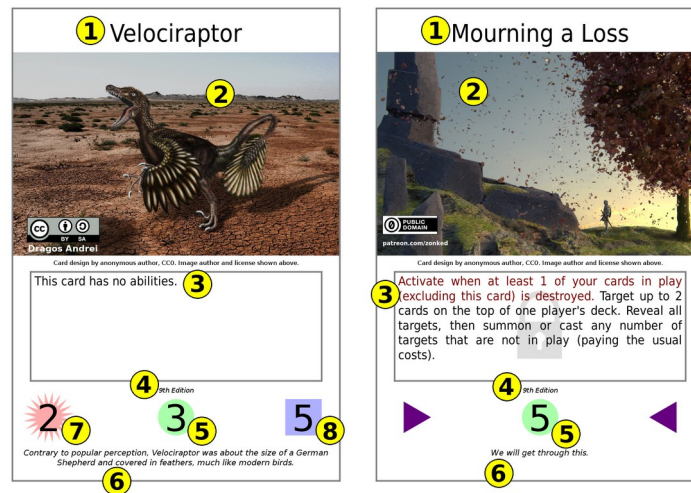 1 Velociraptor
2
CC BY SA
Dragos Andrei
Card design by anonymous author, CC0. Image author and license shown above.
This card has no abilities. 3
4 9th Edition
2 7 3 5 5 8
Contrary to popular perception, Velociraptor was about the size of a German
Shepherd and covered in feathers, much like modern birds.
6
1 Mourning a Loss
2
0 PUBLIC
DOMAIN
patreon.com/zonked
Card design by anonymous author, CC0. Image author and license shown above.
3 Activate when at least 1 of your cards in play
(excluding this card) is destroyed. Target up to 2
cards on the top of one player's deck. Reveal all
targets, then summon or cast any number of
targets that are not in play (paying the usual
costs).
4 9th Edition
5 5
We will get through this.
6